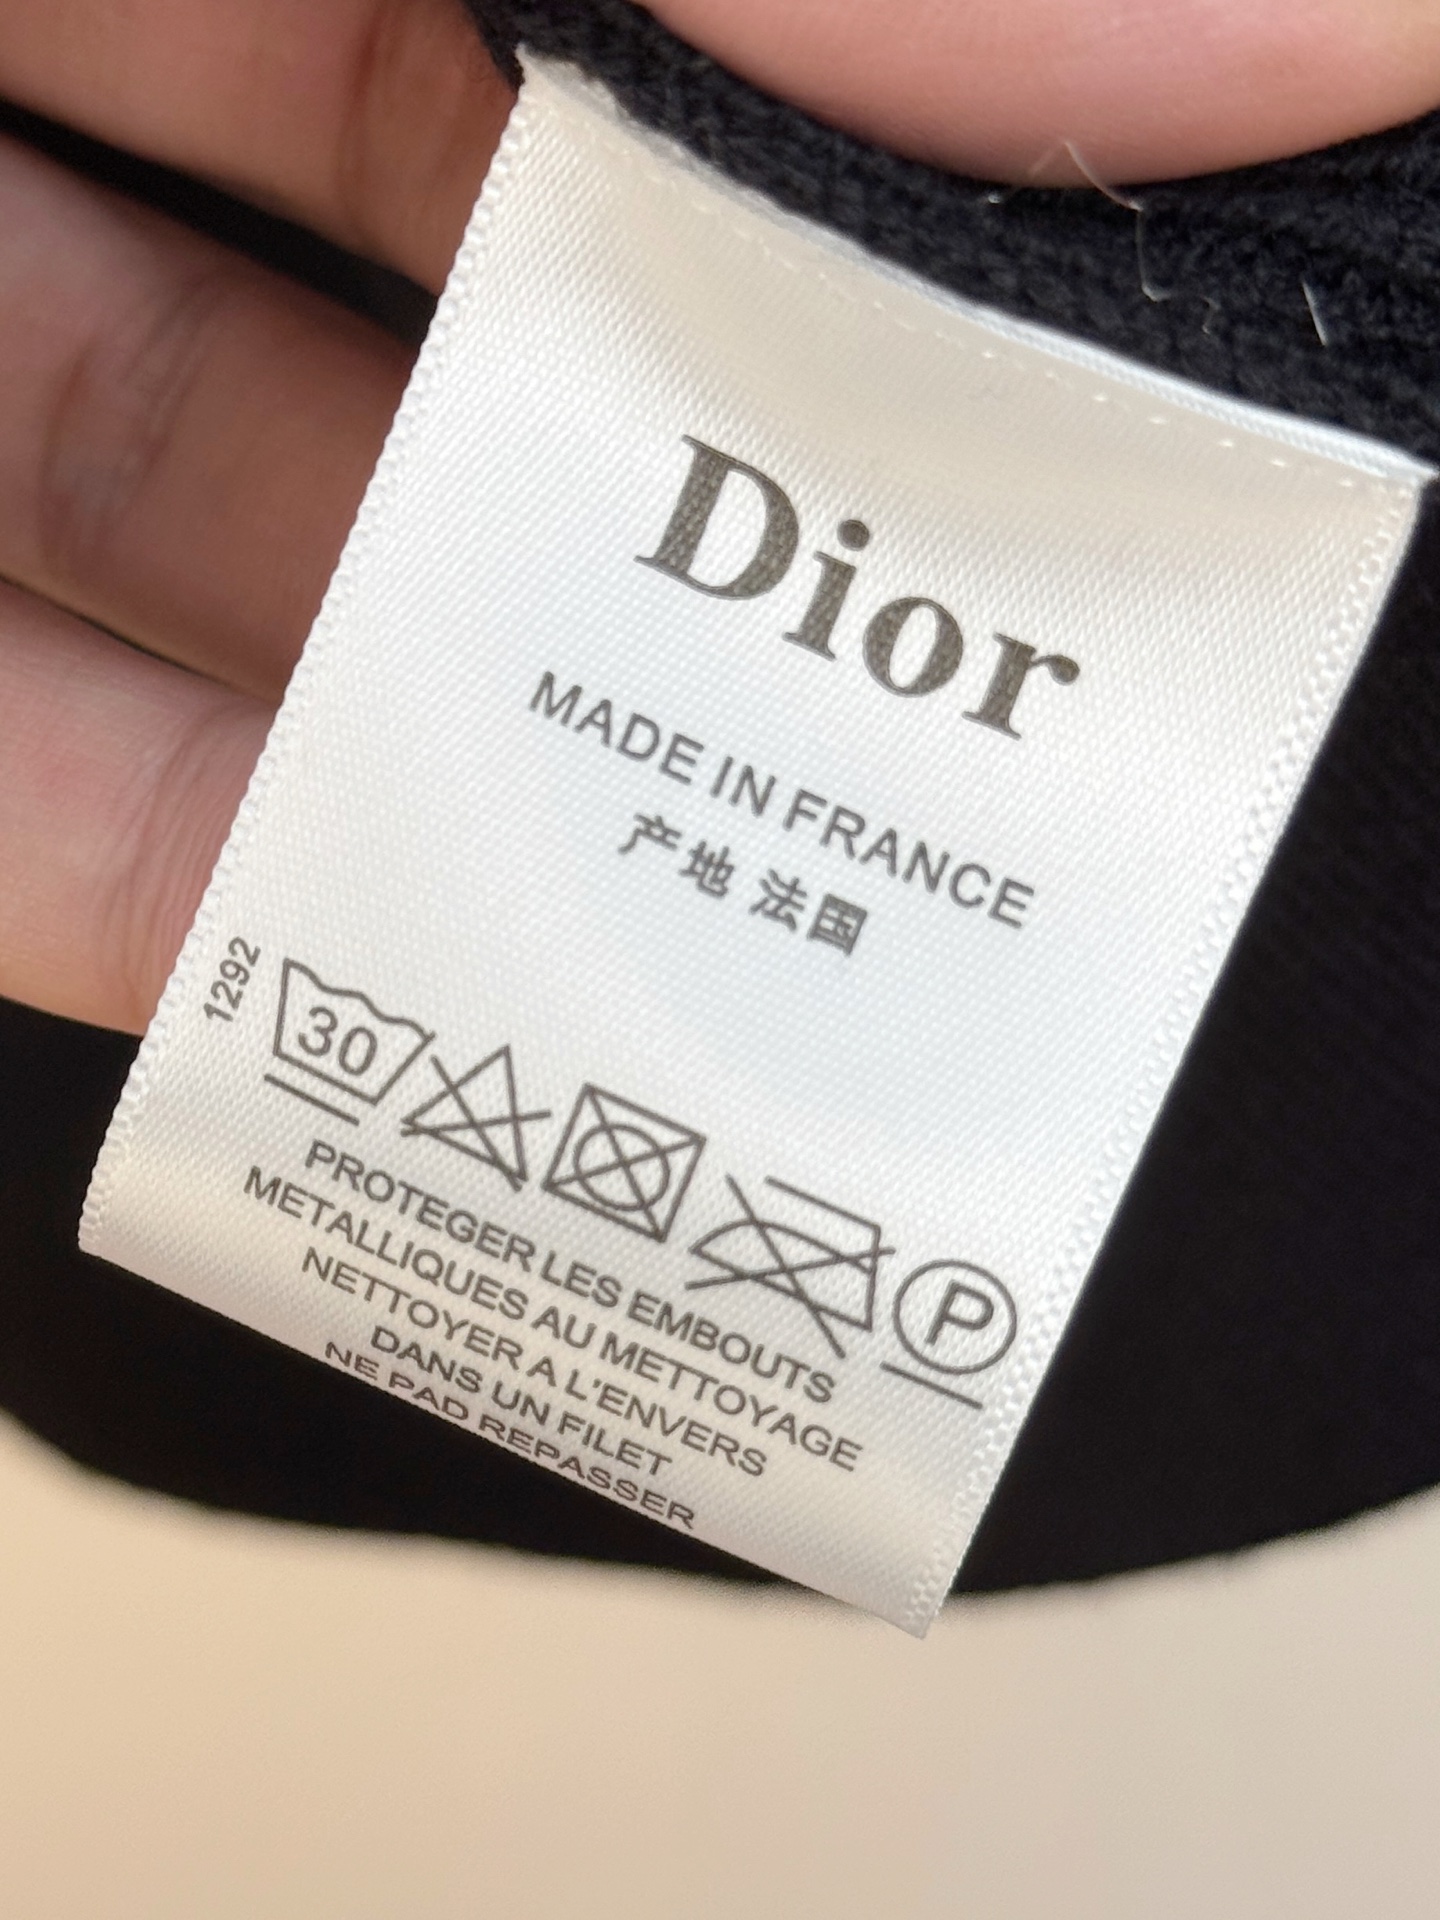 Dior
MADE IN FRANCE
产地 法国
1292
30
P
PROTEGER LES EMBOUTS
METALLIQUES AU METTOYAGE
NETTOYER A L'ENVERS
DANS UN FILET
NE PAD REPASSER